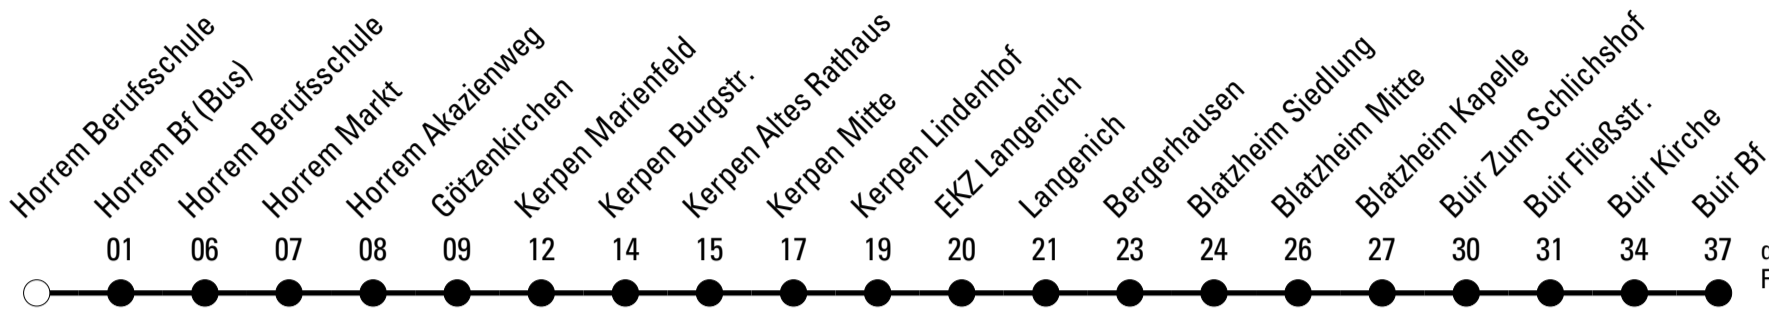 Horrem Berufsschule
Horrem Bf (Bus)
Horrem Berufsschule
Horrem Markt
Horrem Akazienweg
Götzenkirchen
Kerpen Marienfeld
Kerpen Burgstr.
Kerpen Altes Rathaus
Kerpen Mitte
Kerpen Lindenhof
EKZ Langenich
Langenich
Bergerhausen
Blatzheim Siedlung
Blatzheim Mitte
Blatzheim Kapelle
Buir Zum Schlichshof
Buir Fließstr.
Buir Kirche
Buir Bf
01 06 07 08 09 12 14 15 17 19 20 21 23 24 26 27 30 31 34 37